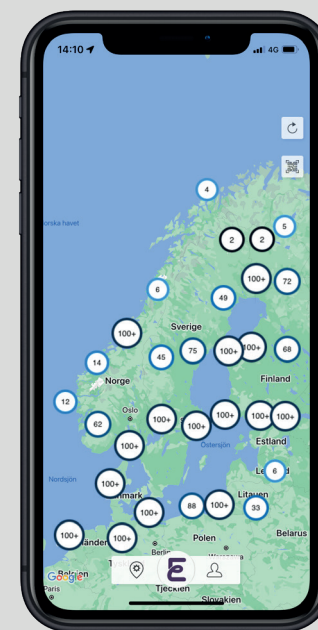 14:10
4G
4
orska havet
5
2
2
100+
72
6
49
Sverige
100+
100+
100+
68
14
45
75
Norge
Finland
12
Oslo
62
100+
100+
100+
100+
100+
100+
Estland
Östersjön
6
Nordsjön
100+
mark
Litauen
100+
88
100+
33
100+
100+
Polen
Belarus
Berlin
Google
Paris
Tjeckien
Slovakien